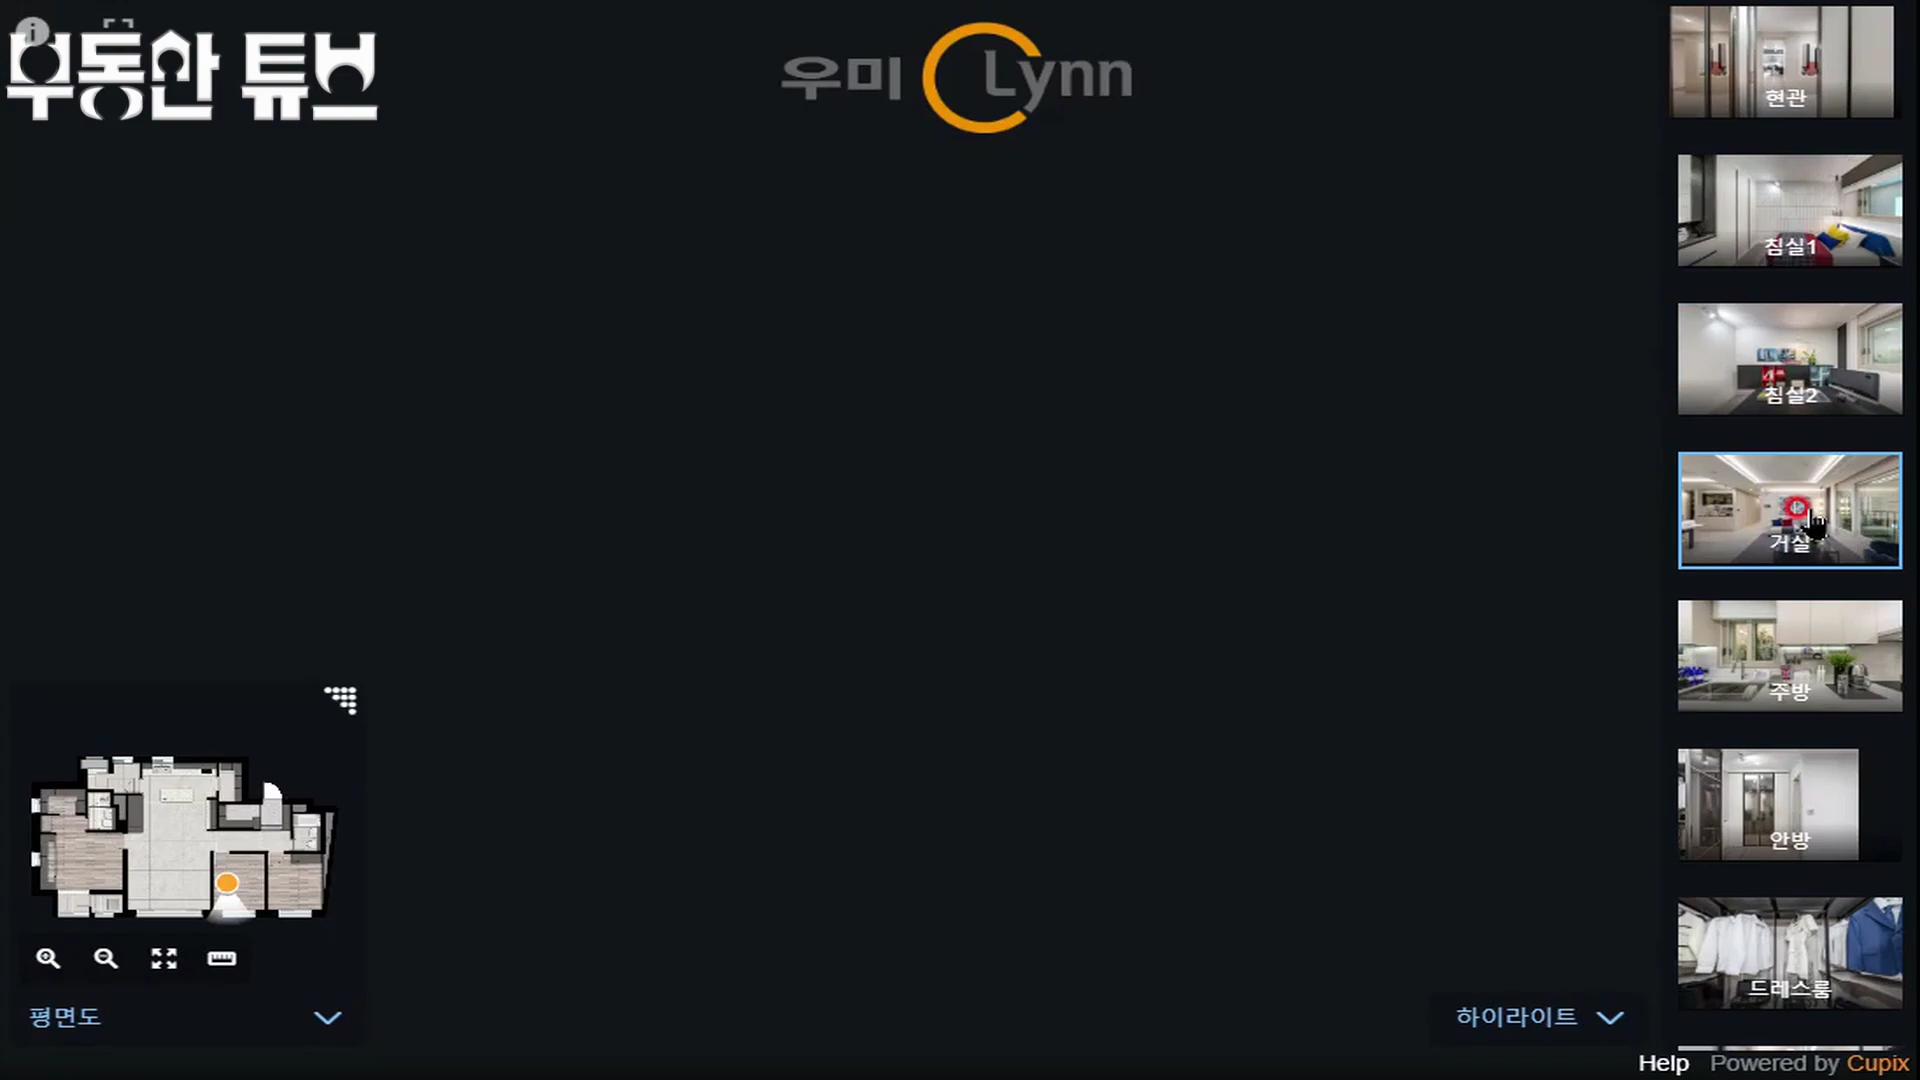 부동산 튜브
우미 Lynn
현관
침실1
침실2
거실
주방
안방
드레스룸
평면도
하이라이트
Help Powered by Cupix